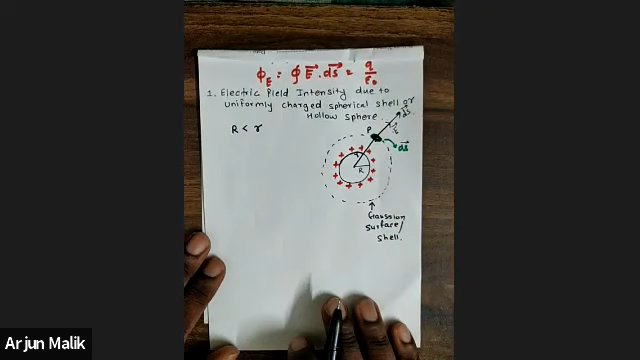 ϕE : ∮ E⃗ . ds⃗ = q/ε0
1. Electric Field Intensity due to
uniformly charged spherical shell or
Hollow sphere.
R < r
P
ds⃗
E⃗
ds⃗
r
R
Gaussian
Surface/
Shell.
Arjun Malik